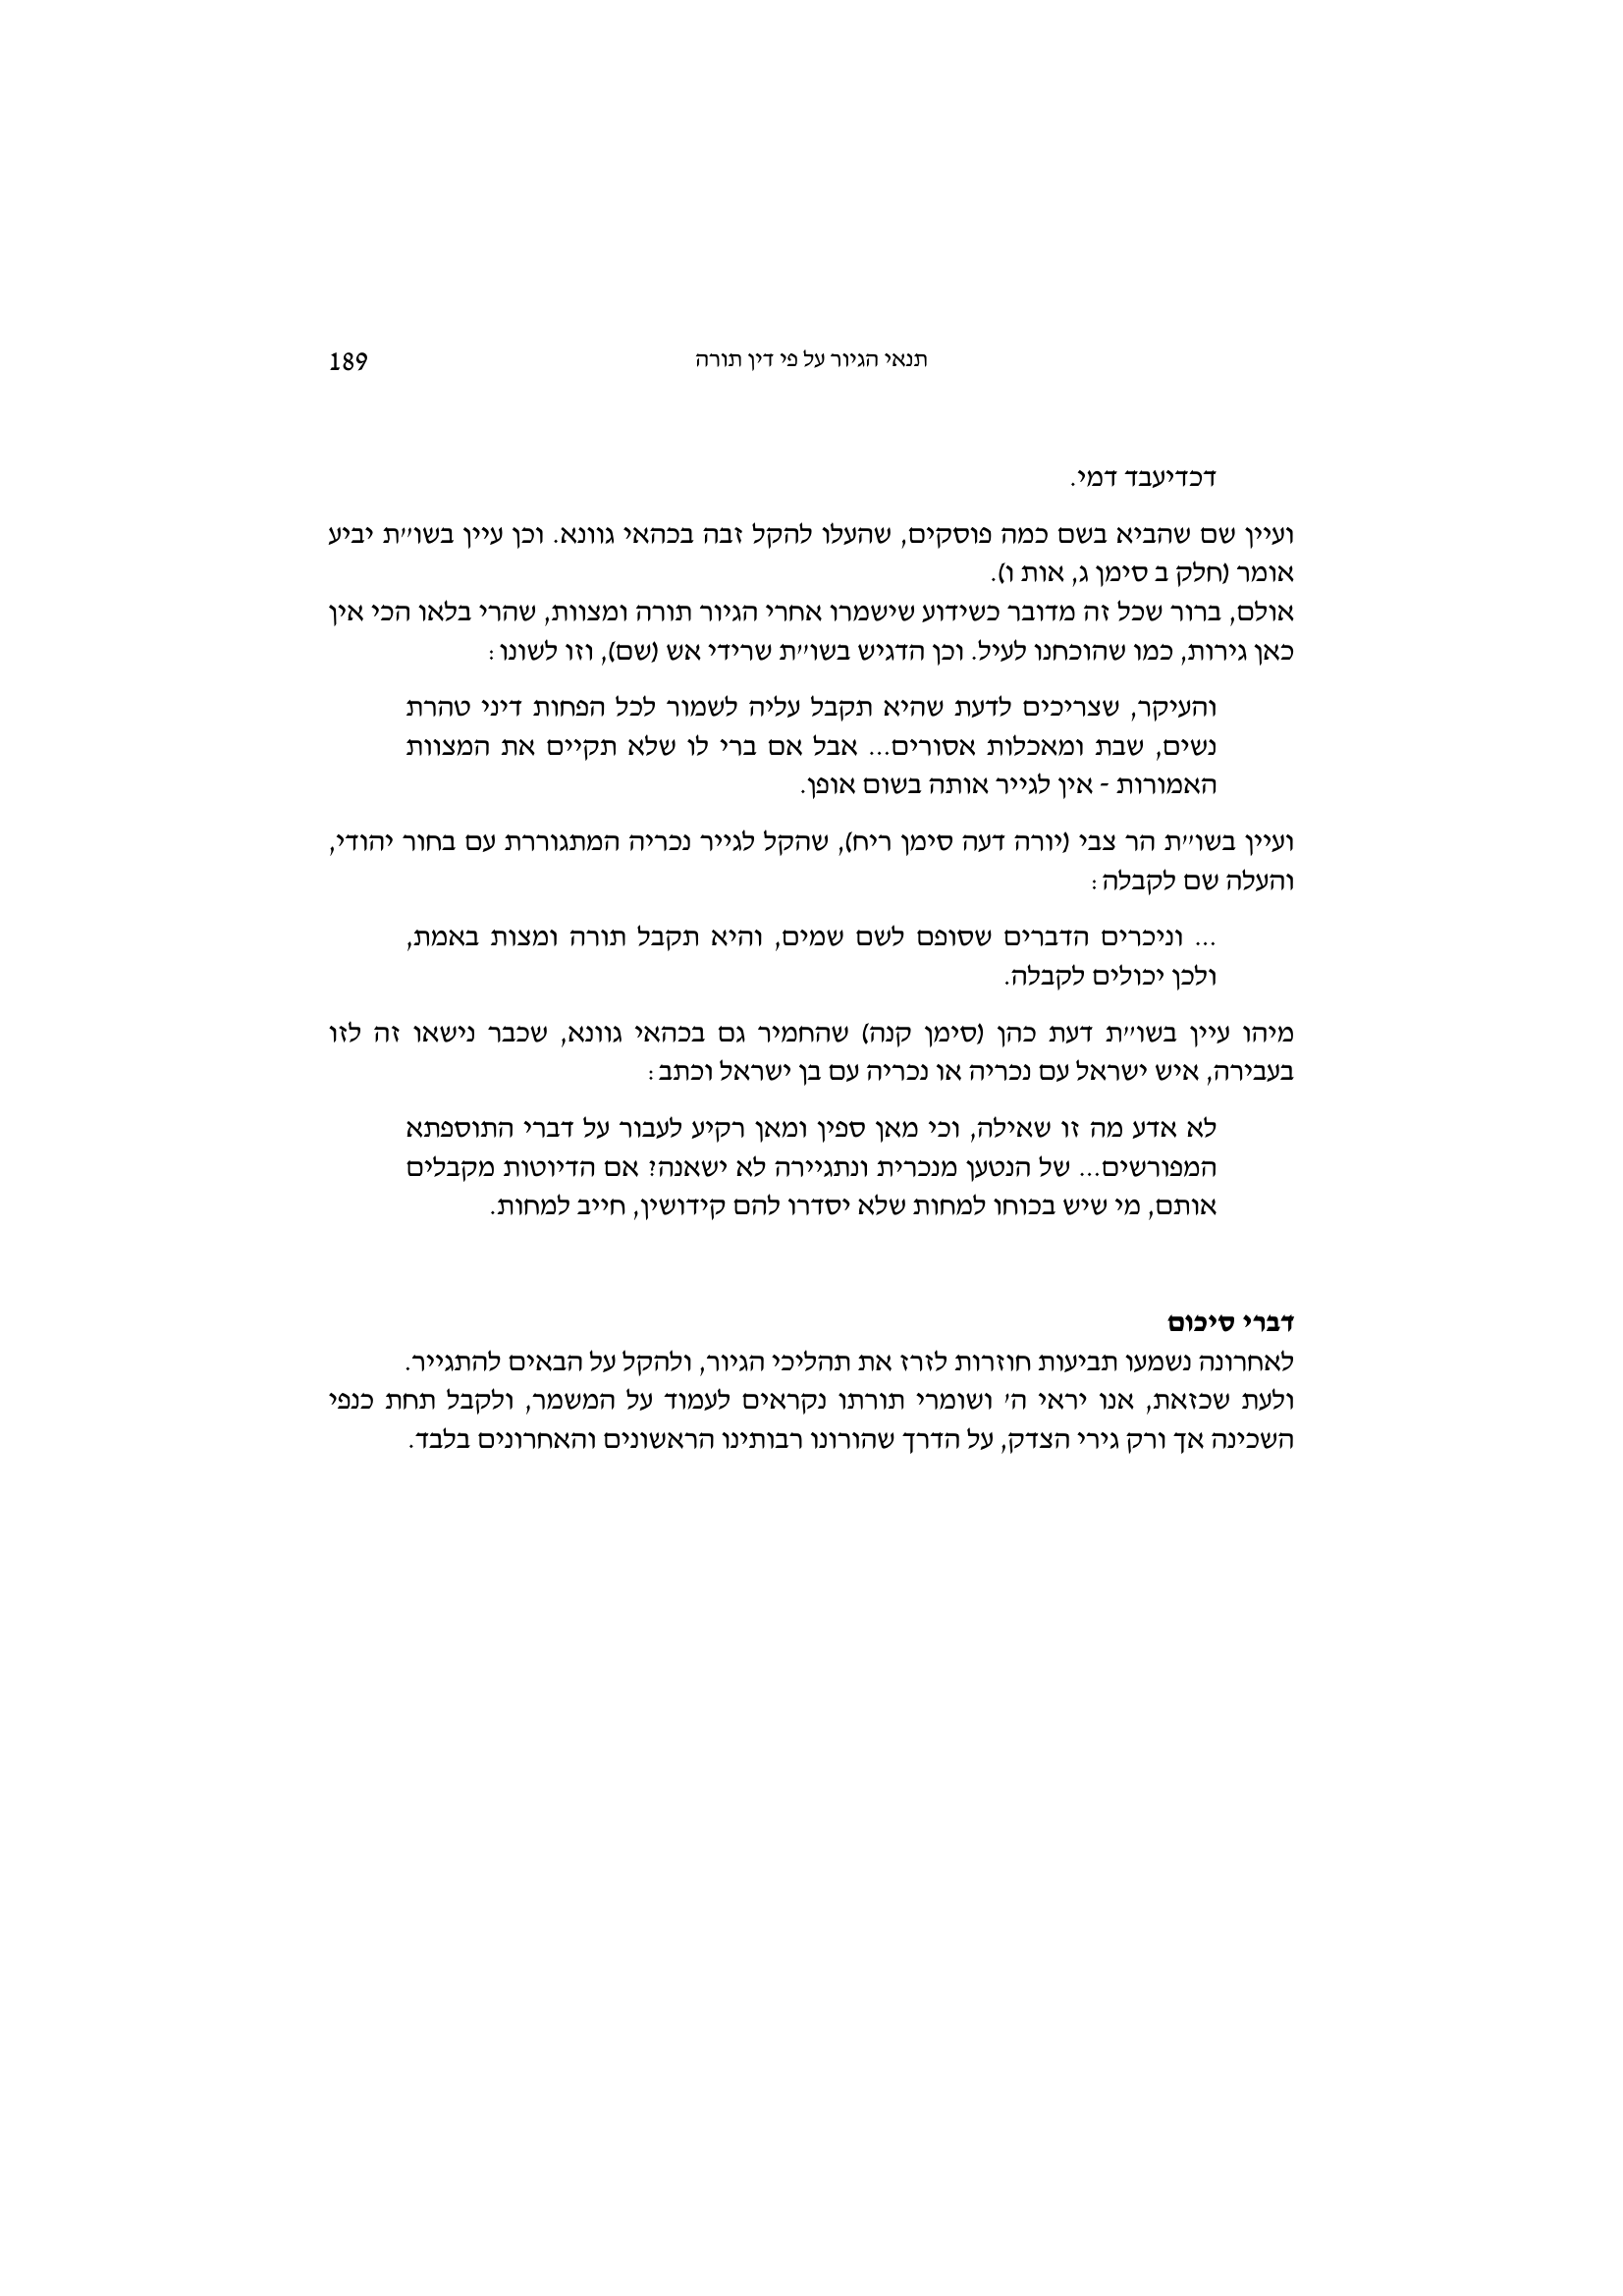 תנאי הגיור על פי דין תורה 189
דכדיעבד דמי.
ועיין שם שהביא בשם כמה פוסקים, שהעלו להקל זבה בכהאי גוונא. וכן עיין בשו״ת יביע
אומר (חלק ב סימן ג, אות ו).
אולם, ברור שכל זה מדובר כשידוע שישמרו אחרי הגיור תורה ומצוות, שהרי בלאו הכי אין
כאן גירות, כמו שהוכחנו לעיל. וכן הדגיש בשו״ת שרידי אש (שם), וזו לשונו:
והעיקר, שצריכים לדעת שהיא תקבל עליה לשמור לכל הפחות דיני טהרת
נשים, שבת ומאכלות אסורים... אבל אם ברי לו שלא תקיים את המצוות
האמורות - אין לגייר אותה בשום אופן.
ועיין בשו״ת הר צבי (יורה דעה סימן ריח), שהקל לגייר נכריה המתגוררת עם בחור יהודי,
והעלה שם לקבלה:
... וניכרים הדברים שסופם לשם שמים, והיא תקבל תורה ומצות באמת,
ולכן יכולים לקבלה.
מיהו עיין בשו״ת דעת כהן (סימן קנה) שהחמיר גם בכהאי גוונא, שכבר נישאו זה לזו
בעבירה, איש ישראל עם נכריה או נכריה עם בן ישראל וכתב:
לא אדע מה זו שאילה, וכי מאן ספין ומאן רקיע לעבור על דברי התוספתא
המפורשים... של הנטען מנכרית ונתגיירה לא ישאנה? אם הדיוטות מקבלים
אותם, מי שיש בכוחו למחות שלא יסדרו להם קידושין, חייב למחות.
דברי סיכום
לאחרונה נשמעו תביעות חוזרות לזרז את תהליכי הגיור, ולהקל על הבאים להתגייר.
ולעת שכזאת, אנו יראי ה׳ ושומרי תורתו נקראים לעמוד על המשמר, ולקבל תחת כנפי
השכינה אך ורק גירי הצדק, על הדרך שהורונו רבותינו הראשונים והאחרונים בלבד.